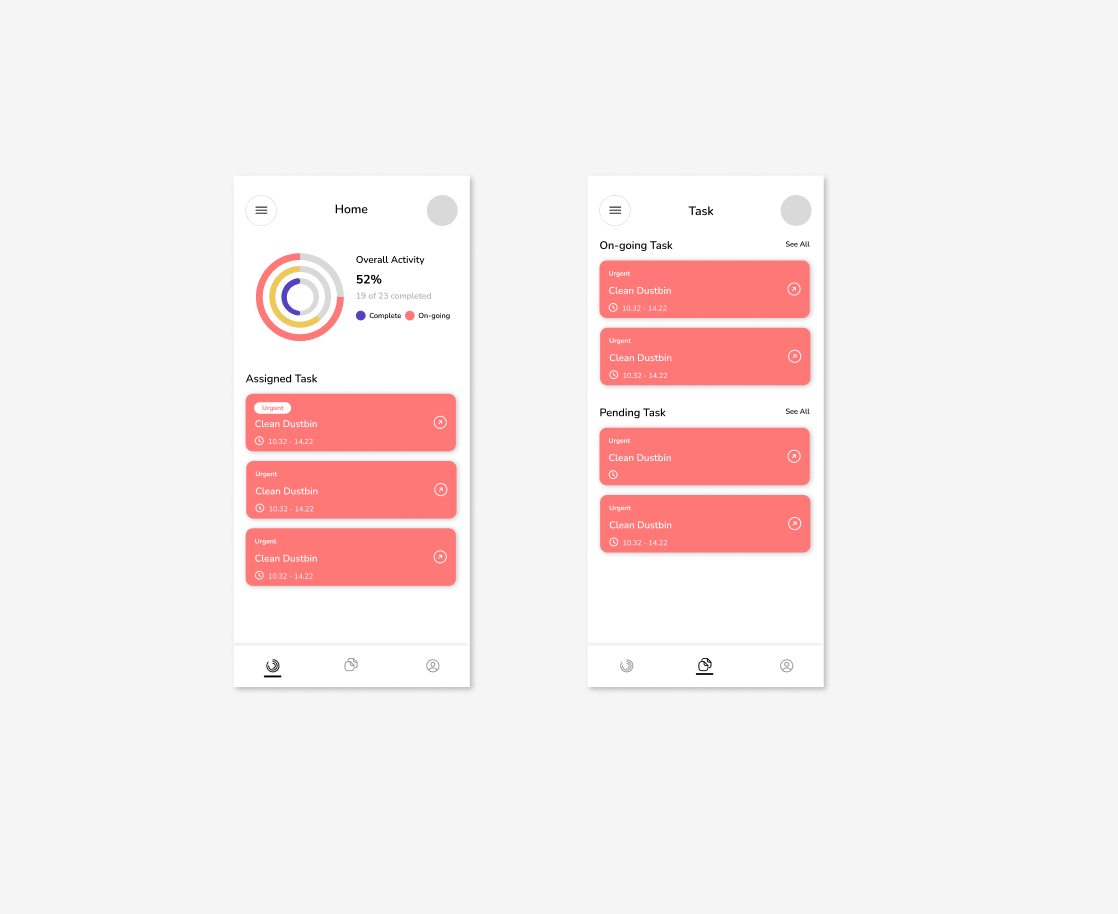 Home
Overall Activity
52%
19 of 23 completed
Complete On-going
Assigned Task
Urgent
Clean Dustbin
10.32 - 14.22
Urgent
Clean Dustbin
10.32 - 14.22
Urgent
Clean Dustbin
10.32 - 14.22
Task
On-going Task See All
Urgent
Clean Dustbin
10.32 - 14.22
Urgent
Clean Dustbin
10.32 - 14.22
Pending Task See All
Urgent
Clean Dustbin
Urgent
Clean Dustbin
10.32 - 14.22